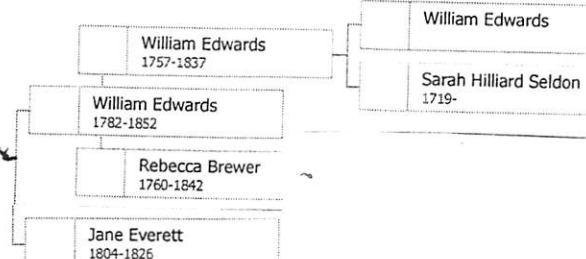 William Edwards
William Edwards
1757-1837
Sarah Hilliard Seldon
1719-
William Edwards
1782-1852
Rebecca Brewer
1760-1842
Jane Everett
1804-1826